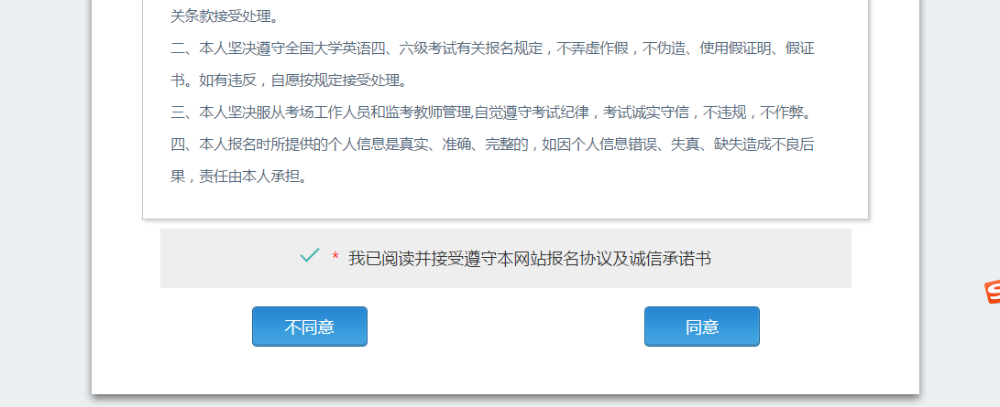 关条款接受处理。
二、本人坚决遵守全国大学英语四、六级考试有关报名规定，不弄虚作假，不伪造、使用假证明、假证
书。如有违反，自愿按规定接受处理。
三、本人坚决服从考场工作人员和监考教师管理,自觉遵守考试纪律，考试诚实守信，不违规，不作弊。
四、本人报名时所提供的个人信息是真实、准确、完整的，如因个人信息错误、失真、缺失造成不良后
果，责任由本人承担。
* 我已阅读并接受遵守本网站报名协议及诚信承诺书
不同意
同意